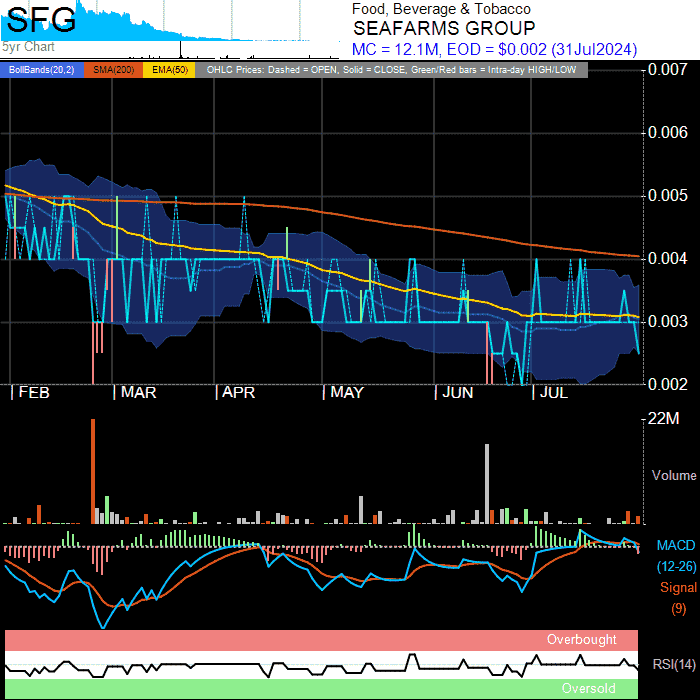 SFG
5yr Chart
Food, Beverage & Tobacco
SEAFARMS GROUP
MC = 12.1M, EOD = $0.002 (31Jul2024)
BollBands(20,2) SMA(200) EMA(50) OHLC Prices: Dashed = OPEN, Solid = CLOSE, Green/Red bars = Intra-day HIGH/LOW
0.007
0.006
0.005
0.004
0.003
0.002
FEB MAR APR MAY JUN JUL
22M
Volume
MACD
(12-26)
Signal
(9)
Overbought
RSI(14)
Oversold